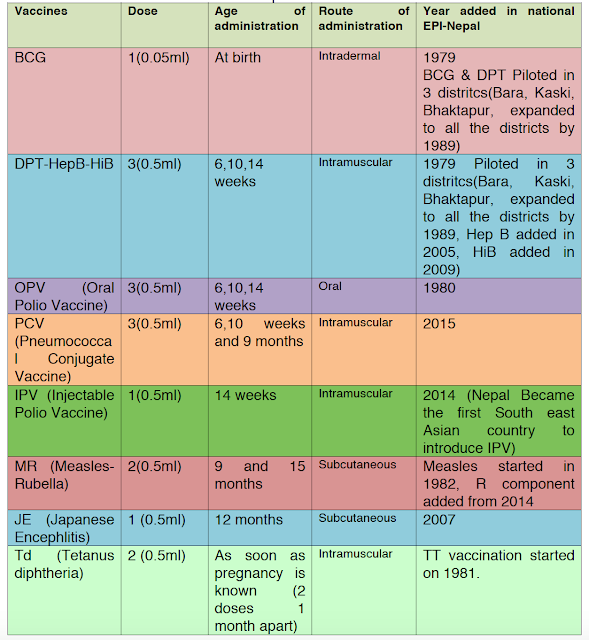 Vaccines Dose Age of administration Route of administration Year added in national EPI-Nepal
BCG 1(0.05ml) At birth Intradermal 1979
BCG & DPT Piloted in
3 distritcs(Bara, Kaski,
Bhaktapur, expanded
to all the districts by
1989)
DPT-HepB-HiB 3(0.5ml) 6,10,14
weeks
Intramuscular
1979 Piloted in 3
distritcs(Bara, Kaski,
Bhaktapur, expanded
to all the districts by
1989, Hep B added in
2005, HiB added in
2009)
OPV (Oral
Polio Vaccine)
3(0.5ml)
6,10,14
weeks
Oral
1980
PCV
(Pneumococca
l Conjugate
Vaccine)
3(0.5ml)
6,10 weeks
and 9 months
Intramuscular
2015
IPV (Injectable
Polio Vaccine)
1(0.5ml)
14 weeks
Intramuscular
2014 (Nepal Became
the first South east
Asian country to
introduce IPV)
MR (Measles-
Rubella)
2(0.5ml)
9 and 15
months
Subcutaneous
Measles started in
1982, R component
added from 2014
JE (Japanese
Encephlitis)
1 (0.5ml)
12 months
Subcutaneous
2007
Td (Tetanus
diphtheria)
2 (0.5ml)
As soon as
pregnancy is
known (2
doses 1
month apart)
Intramuscular
TT vaccination started
on 1981.